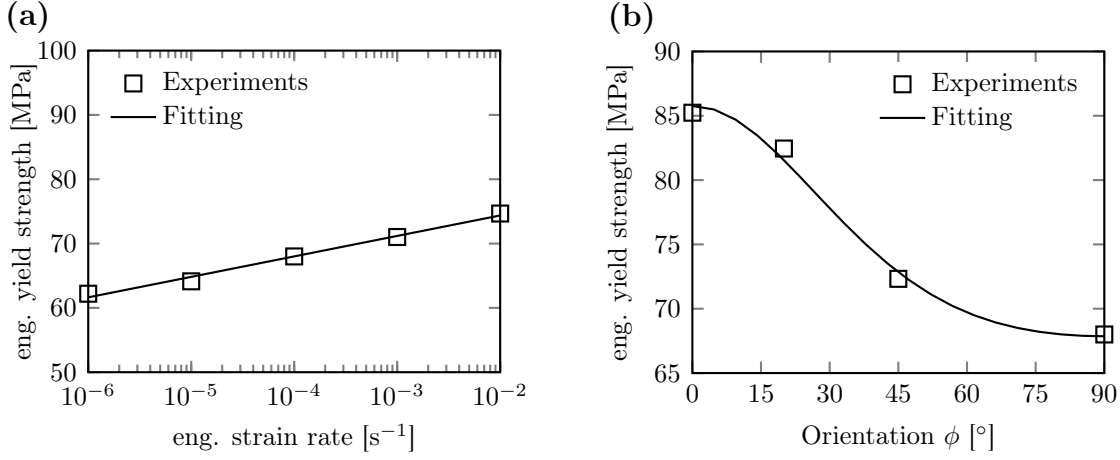 (a)
100
90
80
70
60
50
10⁻⁶
10⁻⁵
10⁻⁴
10⁻³
10⁻²
eng. yield strength [MPa]
eng. strain rate [s⁻¹]
Experiments
Fitting
(b)
90
85
80
75
70
65
0
15
30
45
60
75
90
eng. yield strength [MPa]
Orientation ϕ [°]
Experiments
Fitting